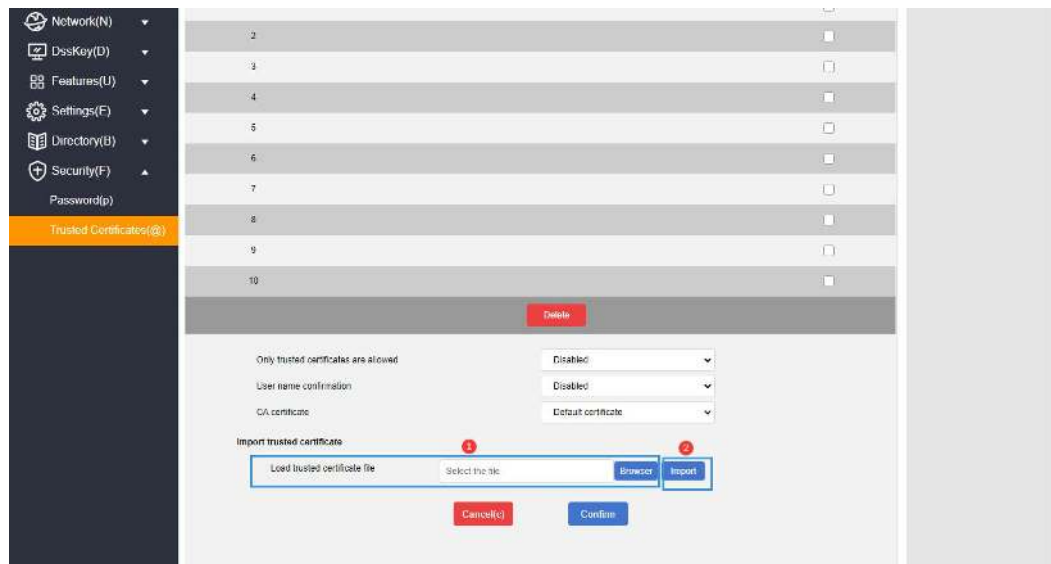 Network(N)
DssKey(D)
Features(U)
Settings(E)
Directory(B)
Security(F)
Password(p)
Trusted Certificates(@)
2
3
4
5
6
7
8
9
10
Delete
Only trusted certificates are allowed Disabled
User name confirmation Disabled
CA certificate Default certificate
Import trusted certificate
1 2
Load trusted certificate file Select the file Browser Import
Cancel(c) Confirm